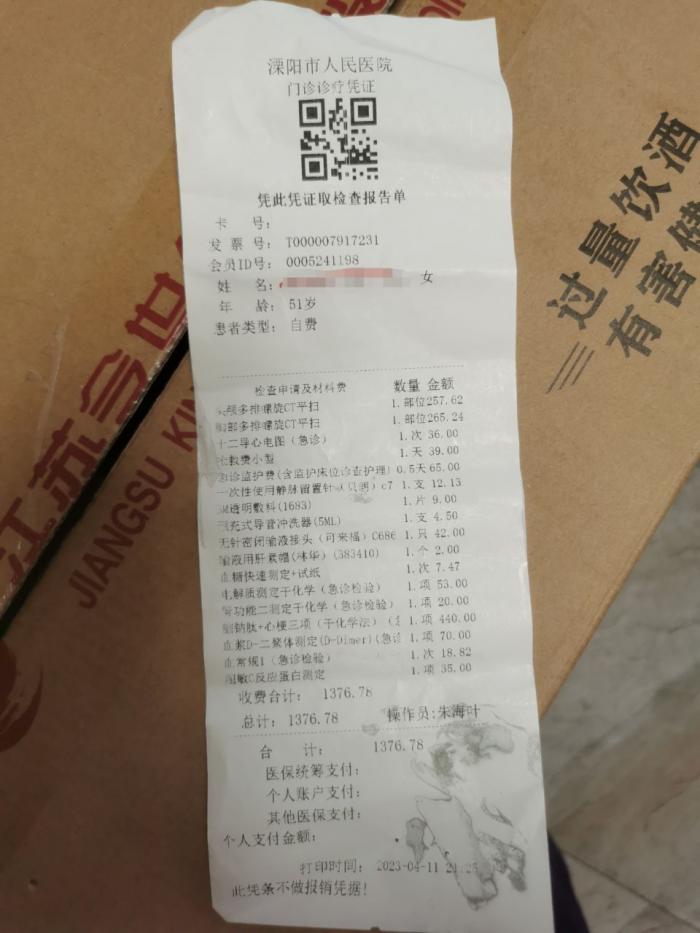 溧阳市人民医院
门诊诊疗凭证
凭此凭证取检查报告单
卡 号:
发 票 号: T000007917231
会员ID号: 0005241198
姓 名: 女
年 龄: 51岁
患者类型: 自费
检查申请及材料费 数量 金额
头颈多排螺旋CT平扫 1.部位257.62
胸部多排螺旋CT平扫 1.部位265.24
十二导心电图（急诊） 1.次 36.00
抢救费小型 1.天 39.00
急诊监护费(含监护床位诊查护理) 0.5天 65.00
一次性使用静脉留置针 1.支 12.13
透明敷料(1683) 1.片 9.00
预充式导管冲洗器(5ML) 1.支 4.50
无针密闭输液接头（可来福）C686 1.只 42.00
输液用肝素帽(林华) (383410) 1.个 2.00
血糖快速测定+试纸 1.次 7.47
电解质测定干化学（急诊检验） 1.项 53.00
肾功能二测定干化学（急诊检验） 1.项 20.00
利钠肽+心梗三项（干化学法） 1.项 440.00
血浆D-二聚体测定(D-Dimer) 1.项 70.00
血常规1（急诊检验） 1.次 18.82
超敏C反应蛋白测定 1.项 35.00
收费合计: 1376.78
总计: 1376.78 操作员:朱海叶
合 计: 1376.78
医保统筹支付:
个人账户支付:
其他医保支付:
个人支付金额:
打印时间: 2023-04-11
此凭条不做报销凭据!
江苏今世
JIANGSU KIN
过量饮酒
有害健